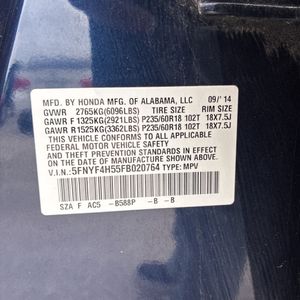 MFD. BY HONDA MFG. OF ALABAMA, LLC 09/'14
GVWR 2765KG(6096LBS) TIRE SIZE RIM SIZE
GAWR F 1325KG(2921LBS) P235/60R18 102T 18X7.5J
GAWR R 1525KG(3362LBS) P235/60R18 102T 18X7.5J
THIS VEHICLE CONFORMS TO ALL APPLICABLE
FEDERAL MOTOR VEHICLE SAFETY STANDARDS
IN EFFECT ON THE DATE OF MANUFACTURE
SHOWN ABOVE.
V.I.N.:5FNYF4H55FB020764 TYPE: MPV
SZA F AC5 -B588P -B -B